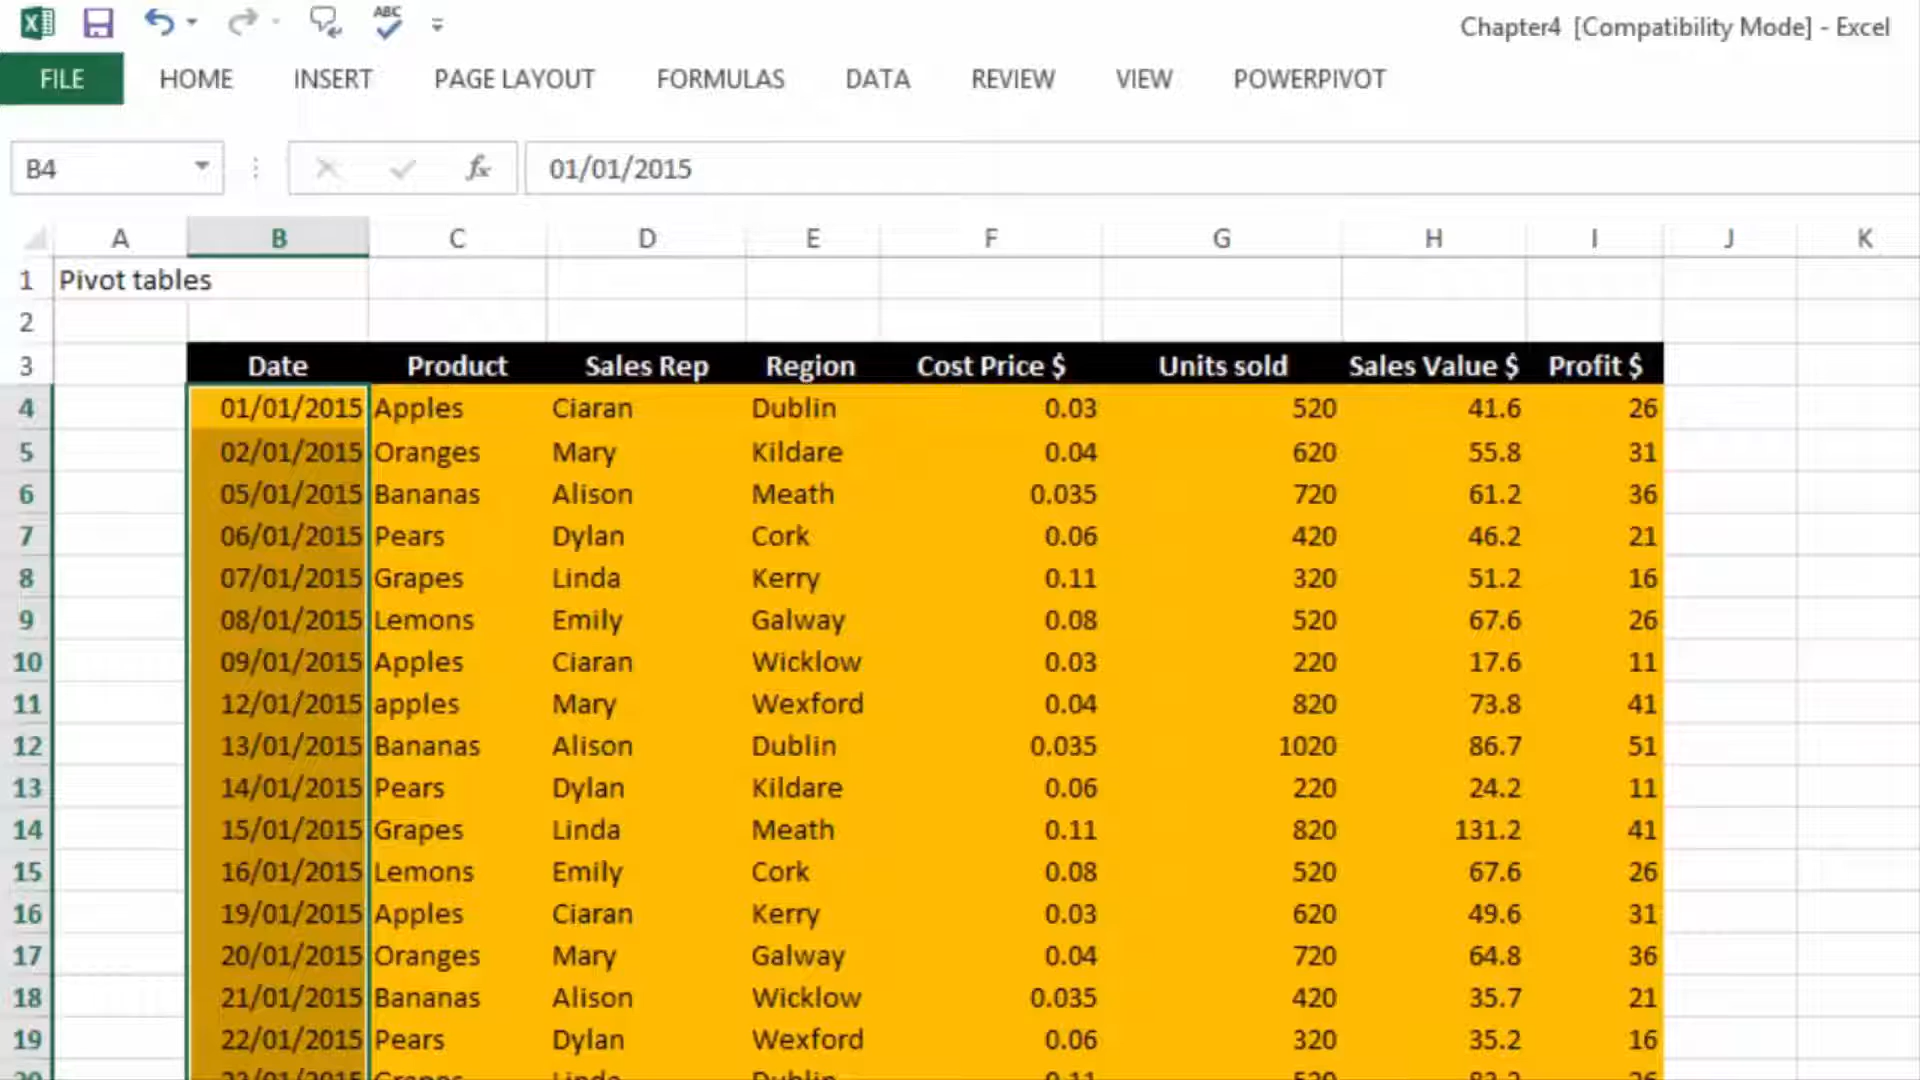 ABC
Chapter4 [Compatibility Mode] - Excel
FILE HOME INSERT PAGE LAYOUT FORMULAS DATA REVIEW VIEW POWERPIVOT
B4 fx 01/01/2015
A B C D E F G H I J K
1 Pivot tables
2
3 Date Product Sales Rep Region Cost Price $ Units sold Sales Value $ Profit $
4 01/01/2015 Apples Ciaran Dublin 0.03 520 41.6 26
5 02/01/2015 Oranges Mary Kildare 0.04 620 55.8 31
6 05/01/2015 Bananas Alison Meath 0.035 720 61.2 36
7 06/01/2015 Pears Dylan Cork 0.06 420 46.2 21
8 07/01/2015 Grapes Linda Kerry 0.11 320 51.2 16
9 08/01/2015 Lemons Emily Galway 0.08 520 67.6 26
10 09/01/2015 Apples Ciaran Wicklow 0.03 220 17.6 11
11 12/01/2015 apples Mary Wexford 0.04 820 73.8 41
12 13/01/2015 Bananas Alison Dublin 0.035 1020 86.7 51
13 14/01/2015 Pears Dylan Kildare 0.06 220 24.2 11
14 15/01/2015 Grapes Linda Meath 0.11 820 131.2 41
15 16/01/2015 Lemons Emily Cork 0.08 520 67.6 26
16 19/01/2015 Apples Ciaran Kerry 0.03 620 49.6 31
17 20/01/2015 Oranges Mary Galway 0.04 720 64.8 36
18 21/01/2015 Bananas Alison Wicklow 0.035 420 35.7 21
19 22/01/2015 Pears Dylan Wexford 0.06 320 35.2 16